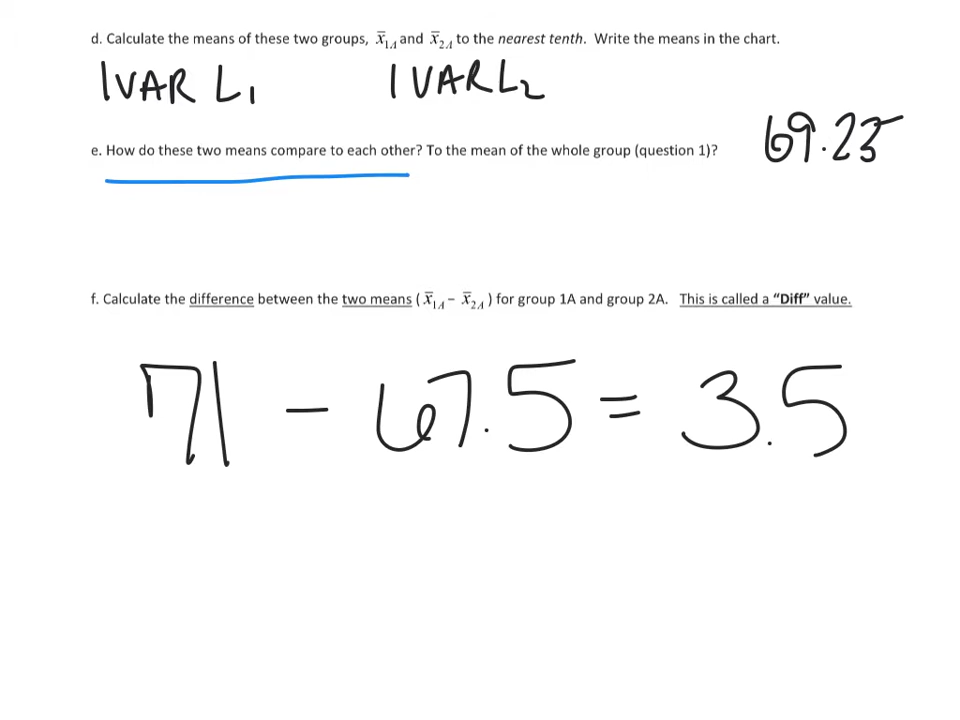 d. Calculate the means of these two groups, x̄₁A and x̄₂A to the nearest tenth. Write the means in the chart.
1VAR L1 1 VAR L2
69.25
e. How do these two means compare to each other? To the mean of the whole group (question 1)?
f. Calculate the difference between the two means ( x̄₁A − x̄₂A ) for group 1A and group 2A. This is called a "Diff" value.
71 − 67.5 = 3.5